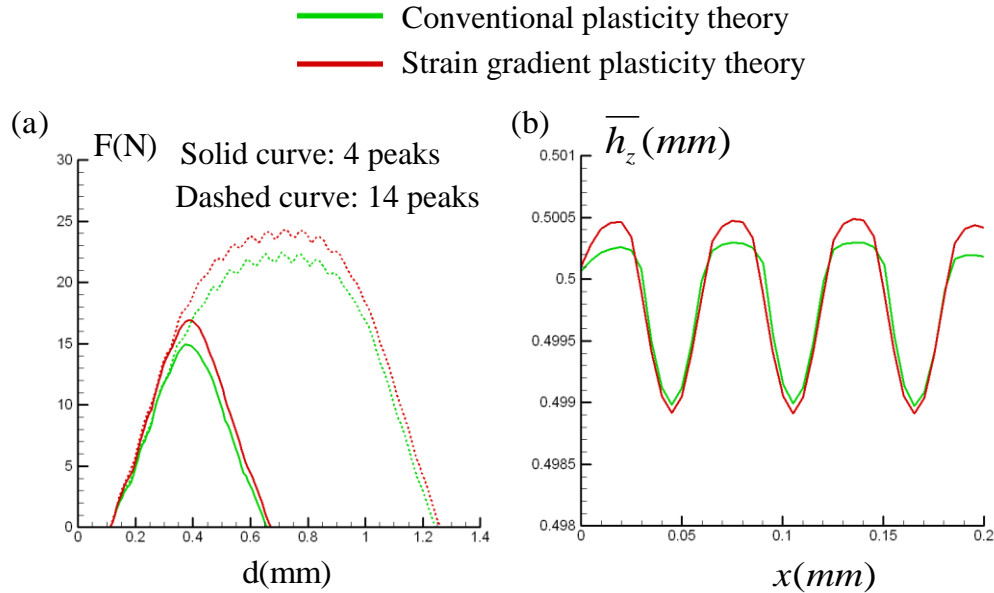 Conventional plasticity theory
Strain gradient plasticity theory
(a)
F(N)
Solid curve: 4 peaks
Dashed curve: 14 peaks
30
25
20
15
10
5
0
0 0.2 0.4 0.6 0.8 1 1.2 1.4
d(mm)
(b)
h̅_z(mm)
0.501
0.5005
0.5
0.4995
0.499
0.4985
0.498
0 0.05 0.1 0.15 0.2
x(mm)